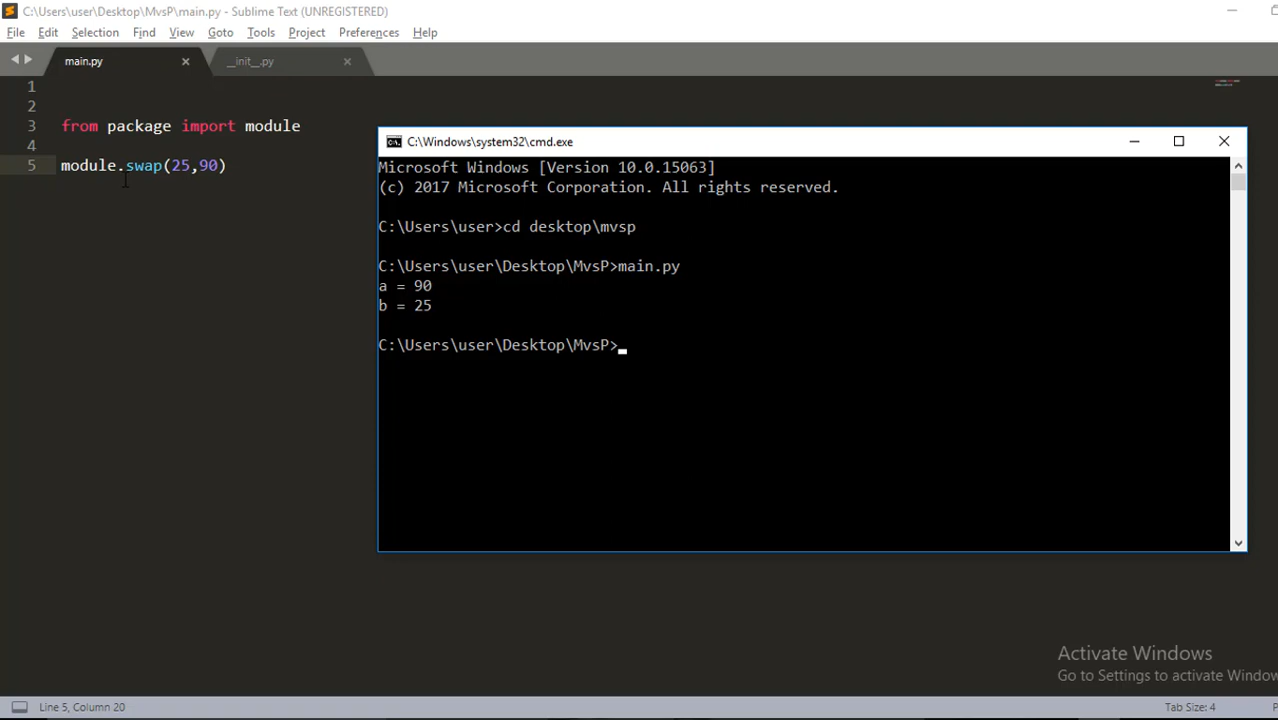 C:\Users\user\Desktop\MvsP\main.py - Sublime Text (UNREGISTERED)
File Edit Selection Find View Goto Tools Project Preferences Help
main.py __init__.py
1
2
3 from package import module
4
5 module.swap(25,90)
C:\Windows\system32\cmd.exe
Microsoft Windows [Version 10.0.15063]
(c) 2017 Microsoft Corporation. All rights reserved.
C:\Users\user>cd desktop\mvsp
C:\Users\user\Desktop\MvsP>main.py
a = 90
b = 25
C:\Users\user\Desktop\MvsP>
Activate Windows
Go to Settings to activate Window
Line 5, Column 20
Tab Size: 4